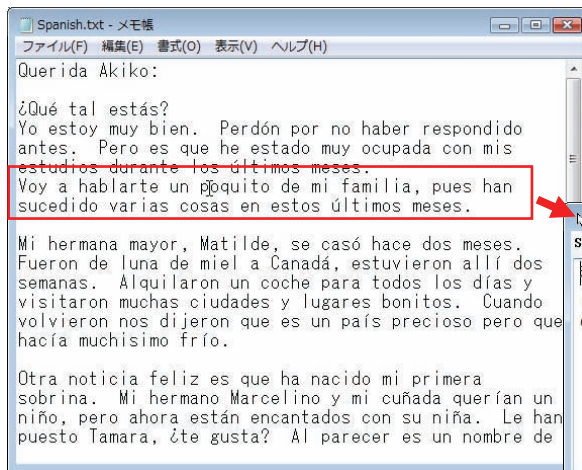 Spanish.txt - メモ帳
ファイル(F) 編集(E) 書式(O) 表示(V) ヘルプ(H)
Querida Akiko:
¿Qué tal estás?
Yo estoy muy bien. Perdón por no haber respondido
antes. Pero es que he estado muy ocupada con mis
estudios durante los últimos meses.
Voy a hablarte un poquito de mi familia, pues han
sucedido varias cosas en estos últimos meses.
Mi hermana mayor, Matilde, se casó hace dos meses.
Fueron de luna de miel a Canadá, estuvieron allí dos
semanas. Alquilaron un coche para todos los días y
visitaron muchas ciudades y lugares bonitos. Cuando
volvieron nos dijeron que es un país precioso pero que
hacía muchisimo frío.
Otra noticia feliz es que ha nacido mi primera
sobrina. Mi hermano Marcelino y mi cuñada querían un
niño, pero ahora están encantados con su niña. Le han
puesto Tamara, ¿te gusta? Al parecer es un nombre de